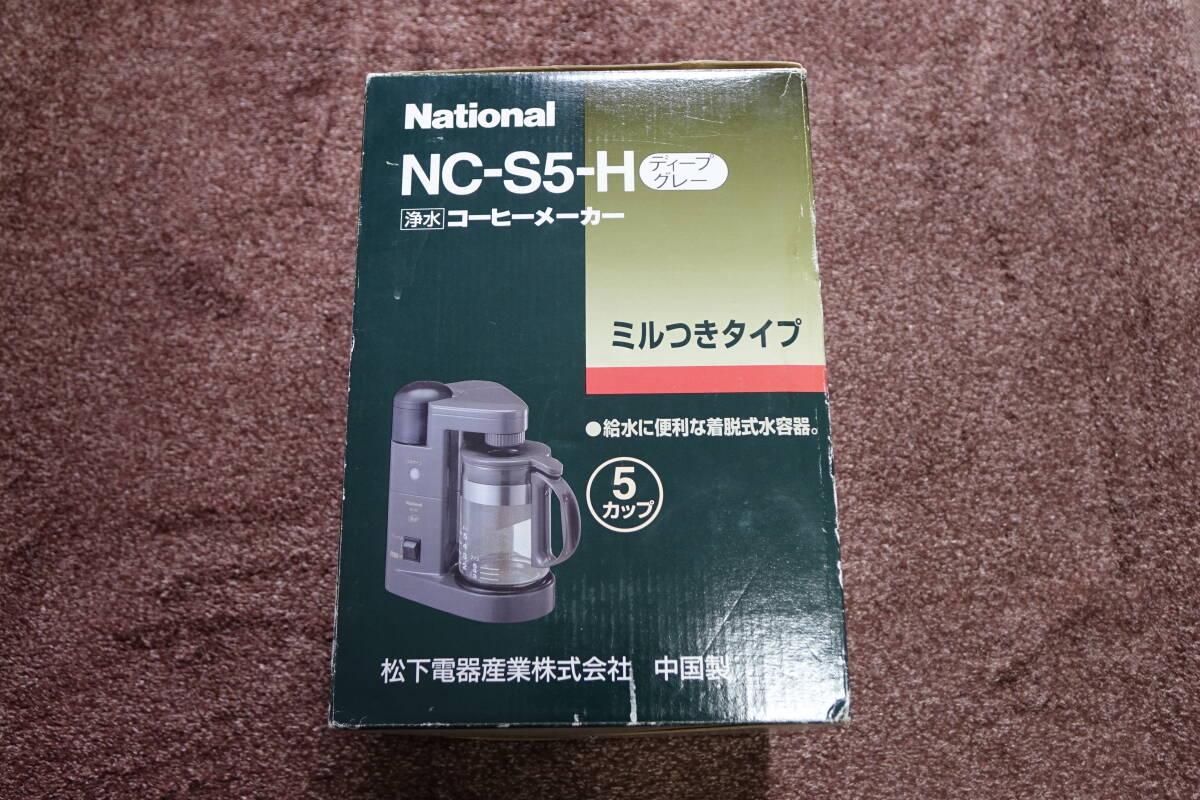 National
NC-S5-H
ディープ
グレー
浄水 コーヒーメーカー
ミルつきタイプ
●給水に便利な着脱式水容器。
5
カップ
National
松下電器産業株式会社 中国製